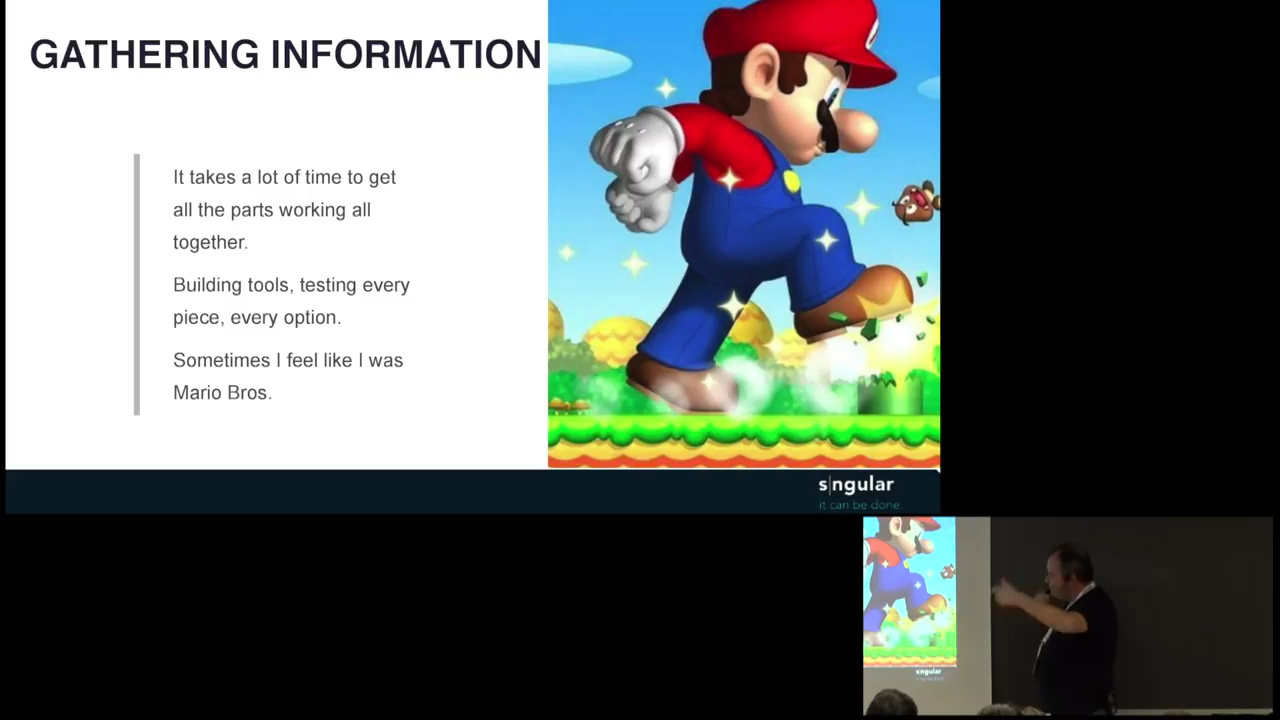 GATHERING INFORMATION
It takes a lot of time to get
all the parts working all
together.
Building tools, testing every
piece, every option.
Sometimes I feel like I was
Mario Bros.
s|ngular
it can be done.
s|ngular